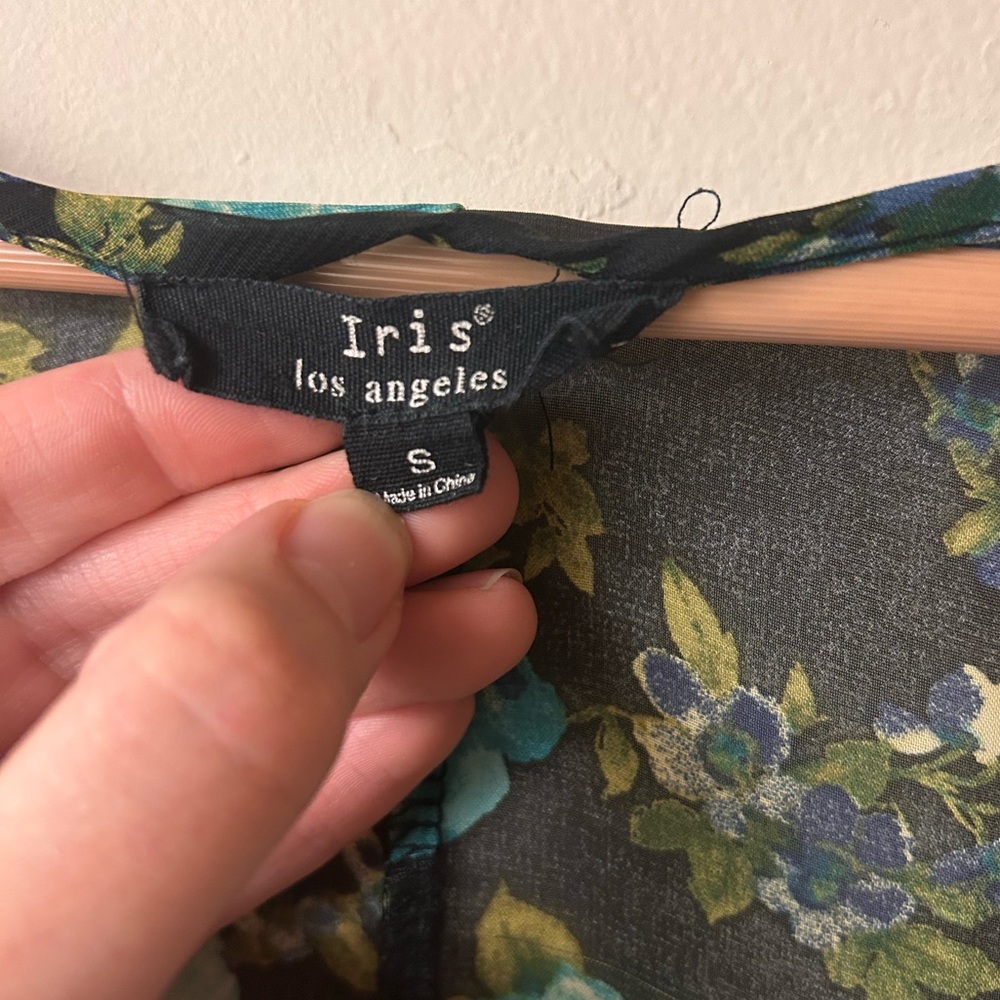 Iris®
los angeles
S
Made in China